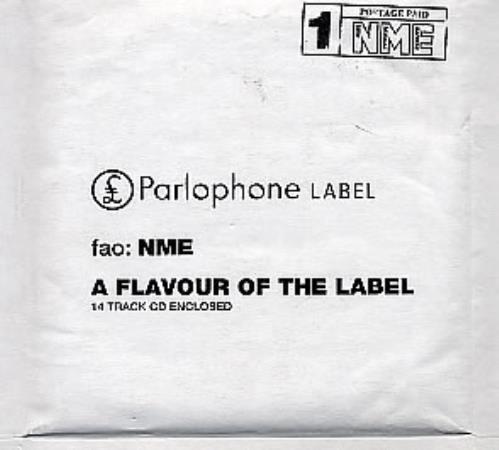 POSTAGE PAID
1 NME
£ Parlophone LABEL
fao: NME
A FLAVOUR OF THE LABEL
14 TRACK CD ENCLOSED